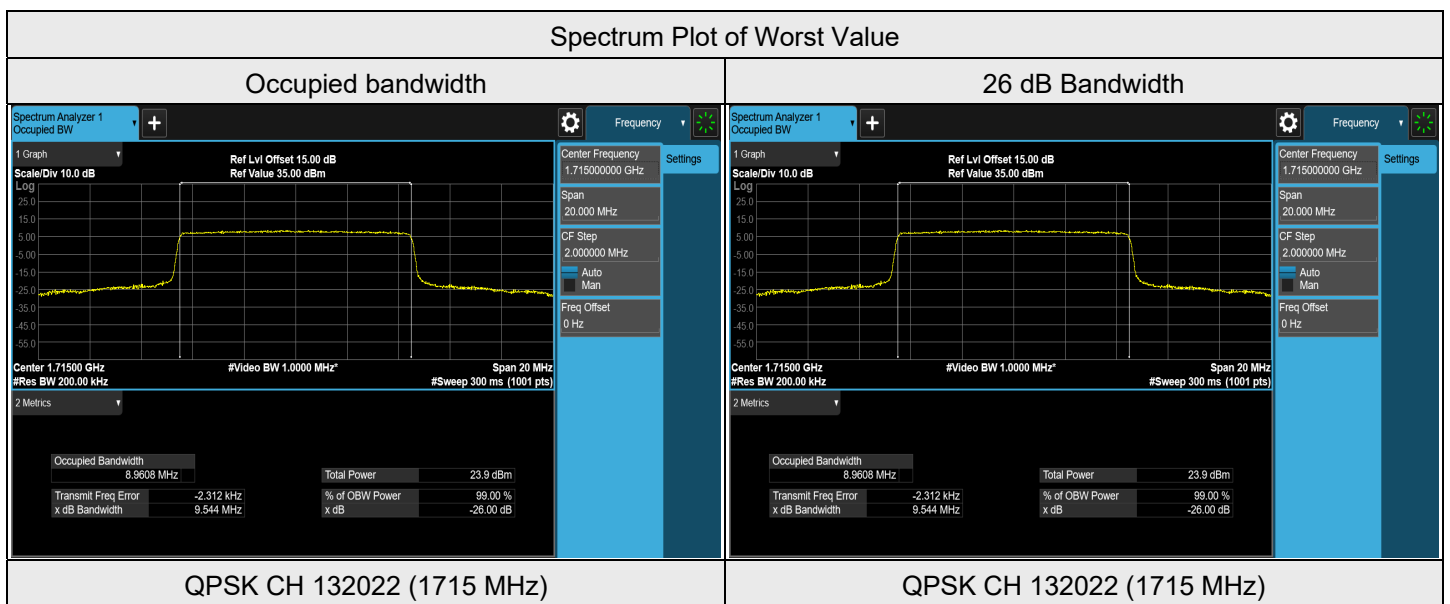 Spectrum Plot of Worst Value
Occupied bandwidth
26 dB Bandwidth
Spectrum Analyzer 1
Occupied BW
+
Frequency
1 Graph
Scale/Div 10.0 dB
Ref Lvl Offset 15.00 dB
Ref Value 35.00 dBm
Log
25.0
15.0
5.00
-5.00
-15.0
-25.0
-35.0
-45.0
-55.0
Center 1.71500 GHz
#Video BW 1.0000 MHz*
Span 20 MHz
#Res BW 200.00 kHz
#Sweep 300 ms (1001 pts)
Center Frequency
1.715000000 GHz
Settings
Span
20.000 MHz
CF Step
2.000000 MHz
Auto
Man
Freq Offset
0 Hz
2 Metrics
Occupied Bandwidth
8.9608 MHz
Total Power 23.9 dBm
Transmit Freq Error -2.312 kHz
% of OBW Power 99.00 %
x dB Bandwidth 9.544 MHz
x dB -26.00 dB
Spectrum Analyzer 1
Occupied BW
+
Frequency
1 Graph
Scale/Div 10.0 dB
Ref Lvl Offset 15.00 dB
Ref Value 35.00 dBm
Log
25.0
15.0
5.00
-5.00
-15.0
-25.0
-35.0
-45.0
-55.0
Center 1.71500 GHz
#Video BW 1.0000 MHz*
Span 20 MHz
#Res BW 200.00 kHz
#Sweep 300 ms (1001 pts)
Center Frequency
1.715000000 GHz
Settings
Span
20.000 MHz
CF Step
2.000000 MHz
Auto
Man
Freq Offset
0 Hz
2 Metrics
Occupied Bandwidth
8.9608 MHz
Total Power 23.9 dBm
Transmit Freq Error -2.312 kHz
% of OBW Power 99.00 %
x dB Bandwidth 9.544 MHz
x dB -26.00 dB
QPSK CH 132022 (1715 MHz)
QPSK CH 132022 (1715 MHz)